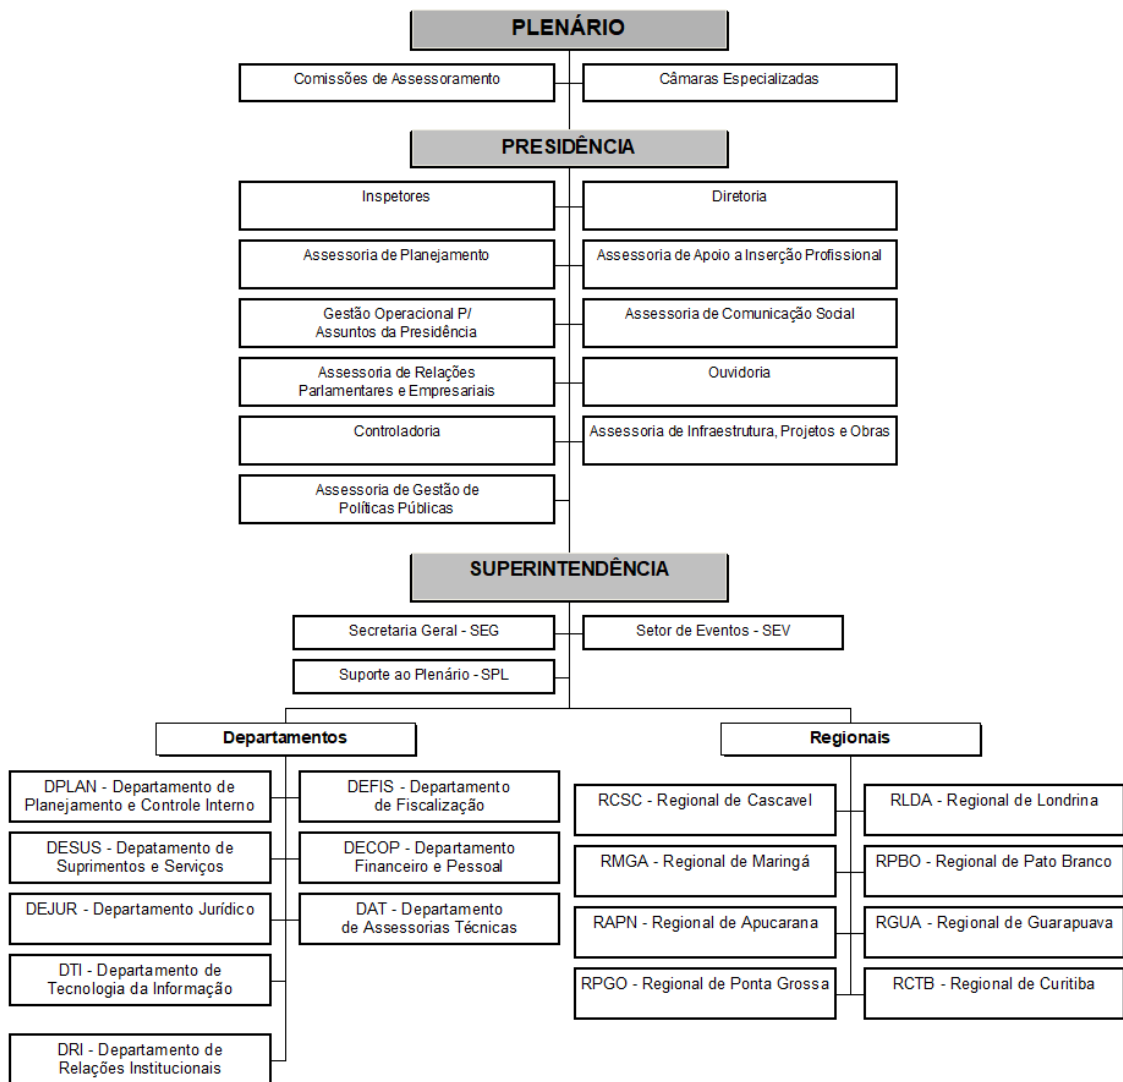 PLENÁRIO
Comissões de Assessoramento
Câmaras Especializadas
PRESIDÊNCIA
Inspetores
Diretoria
Assessoria de Planejamento
Assessoria de Apoio a Inserção Profissional
Gestão Operacional P/
Assuntos da Presidência
Assessoria de Comunicação Social
Assessoria de Relações
Parlamentares e Empresariais
Ouvidoria
Controladoria
Assessoria de Infraestrutura, Projetos e Obras
Assessoria de Gestão de
Políticas Públicas
SUPERINTENDÊNCIA
Secretaria Geral - SEG
Setor de Eventos - SEV
Suporte ao Plenário - SPL
Departamentos
DPLAN - Departamento de
Planejamento e Controle Interno
DEFIS - Departamento
de Fiscalização
DESUS - Depatamento de
Suprimentos e Serviços
DECOP - Departamento
Financeiro e Pessoal
DEJUR - Departamento Jurídico
DAT - Departamento
de Assessorias Técnicas
DTI - Departamento de
Tecnologia da Informação
DRI - Departamento de
Relações Institucionais
Regionais
RCSC - Regional de Cascavel
RLDA - Regional de Londrina
RMGA - Regional de Maringá
RPBO - Regional de Pato Branco
RAPN - Regional de Apucarana
RGUA - Regional de Guarapuava
RPGO - Regional de Ponta Grossa
RCTB - Regional de Curitiba